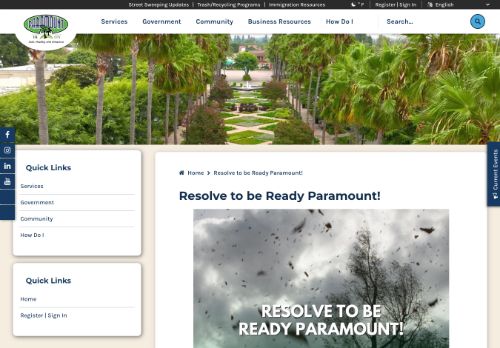 Street Sweeping Updates | Trash/Recycling Programs | Immigration Resources
°F
Register | Sign In
English
PARAMOUNT
Services Government Community Business Resources How Do I
Search...
Current Events
Quick Links
Services
Government
Community
How Do I
Quick Links
Home
Register | Sign In
Home > Resolve to be Ready Paramount!
Resolve to be Ready Paramount!
RESOLVE TO BE
READY PARAMOUNT!